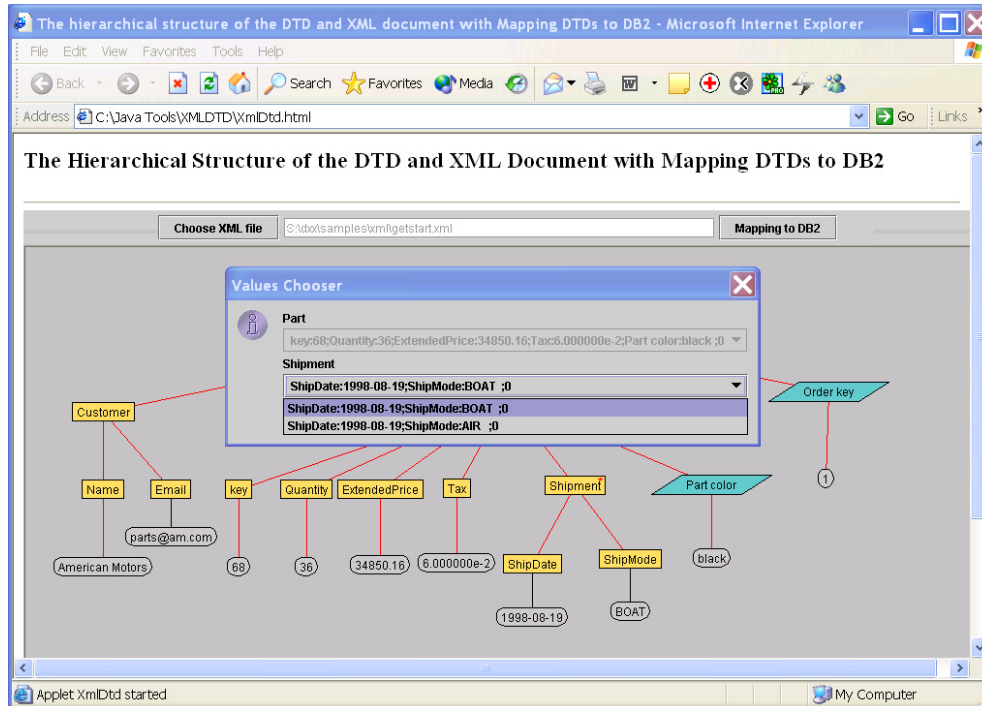 The hierarchical structure of the DTD and XML document with Mapping DTDs to DB2 - Microsoft Internet Explorer
File Edit View Favorites Tools Help
Back Search Favorites Media
Address C:\Java Tools\XMLDTD\XmlDtd.html Go Links
The Hierarchical Structure of the DTD and XML Document with Mapping DTDs to DB2
Choose XML file S:\dxx\samples\xml\getstart.xml Mapping to DB2
Values Chooser
Part
key:68;Quantity:36;ExtendedPrice:34850.16;Tax:6.000000e-2;Part color:black ;0
Shipment
ShipDate:1998-08-19;ShipMode:BOAT ;0
ShipDate:1998-08-19;ShipMode:BOAT ;0
ShipDate:1998-08-19;ShipMode:AIR ;0
Customer Order key
Name Email key Quantity ExtendedPrice Tax Shipment* Part color 1
parts@am.com
American Motors 68 36 34850.16 6.000000e-2 ShipDate ShipMode black
1998-08-19 BOAT
Applet XmlDtd started My Computer